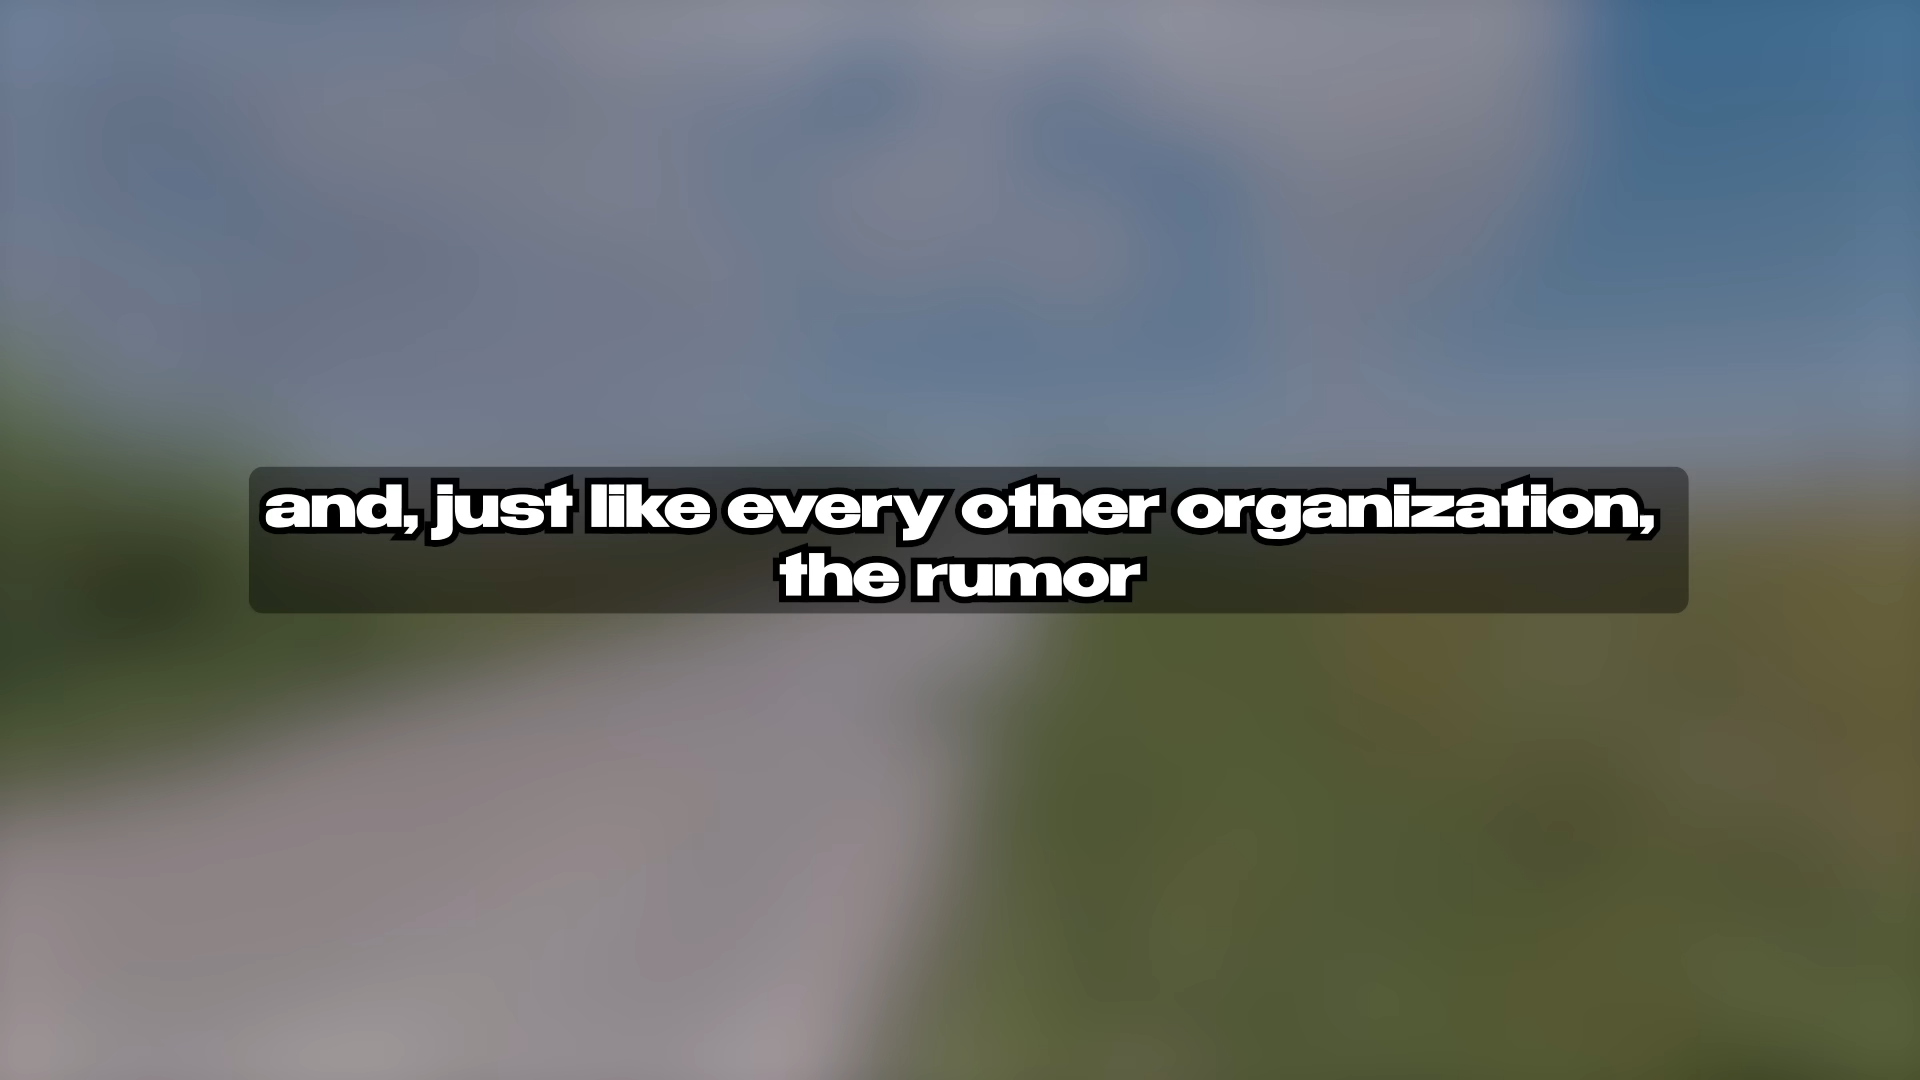 and, just like every other organization,
the rumor